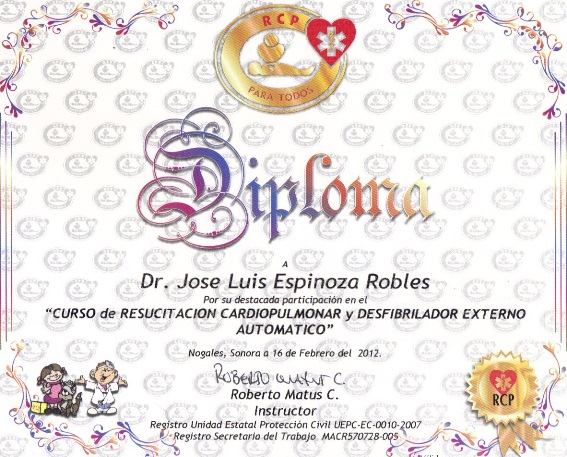 RCP
PARA TODOS
Diploma
A
Dr. Jose Luis Espinoza Robles
Por su destacada participación en el
“CURSO de RESUCITACION CARDIOPULMONAR y DESFIBRILADOR EXTERNO
AUTOMATICO”
Nogales, Sonora a 16 de Febrero del 2012.
ROBERTO Matus C.
Roberto Matus C.
Instructor
Registro Unidad Estatal Protección Civil UEPC-EC-0010-2007
Registro Secretaria del Trabajo MACR570728-005
RCP